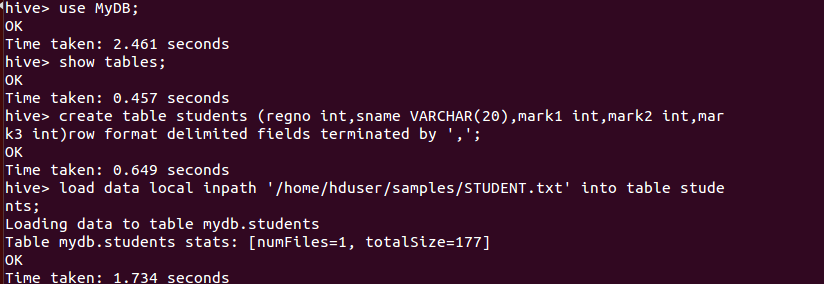 hive> use MyDB;
OK
Time taken: 2.461 seconds
hive> show tables;
OK
Time taken: 0.457 seconds
hive> create table students (regno int,sname VARCHAR(20),mark1 int,mark2 int,mar
k3 int)row format delimited fields terminated by ',';
OK
Time taken: 0.649 seconds
hive> load data local inpath '/home/hduser/samples/STUDENT.txt' into table stude
nts;
Loading data to table mydb.students
Table mydb.students stats: [numFiles=1, totalSize=177]
OK
Time taken: 1.734 seconds